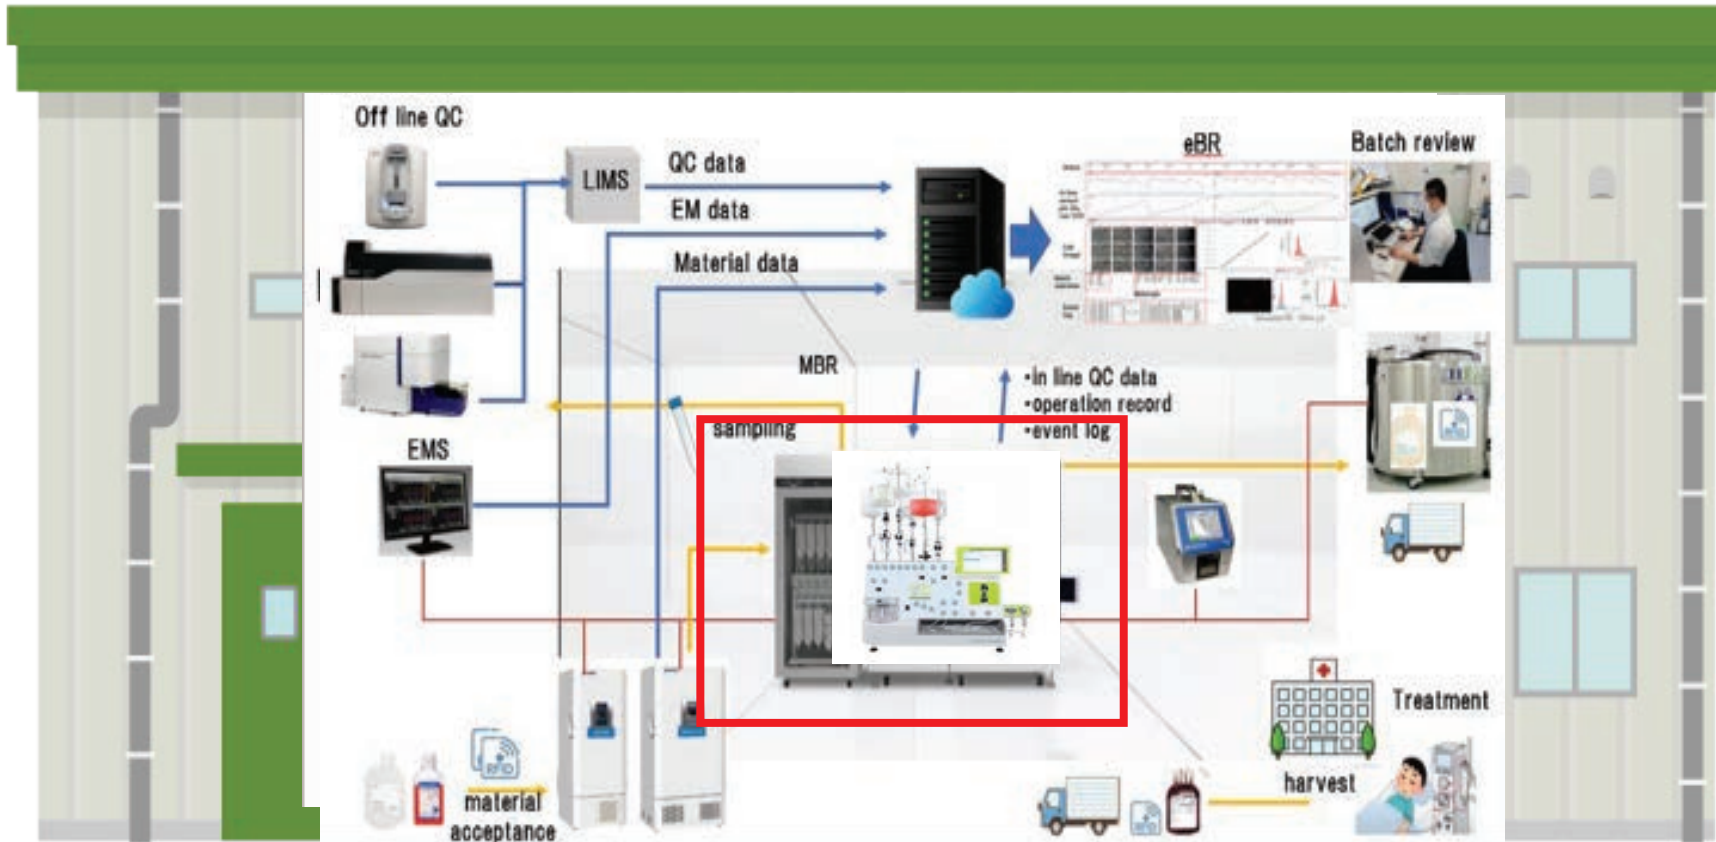 Off line QC
LIMS
QC data
EM data
Material data
eBR
Batch review
MBR
•in line QC data
•operation record
•event log
sampling
EMS
RFID
material
acceptance
Treatment
harvest